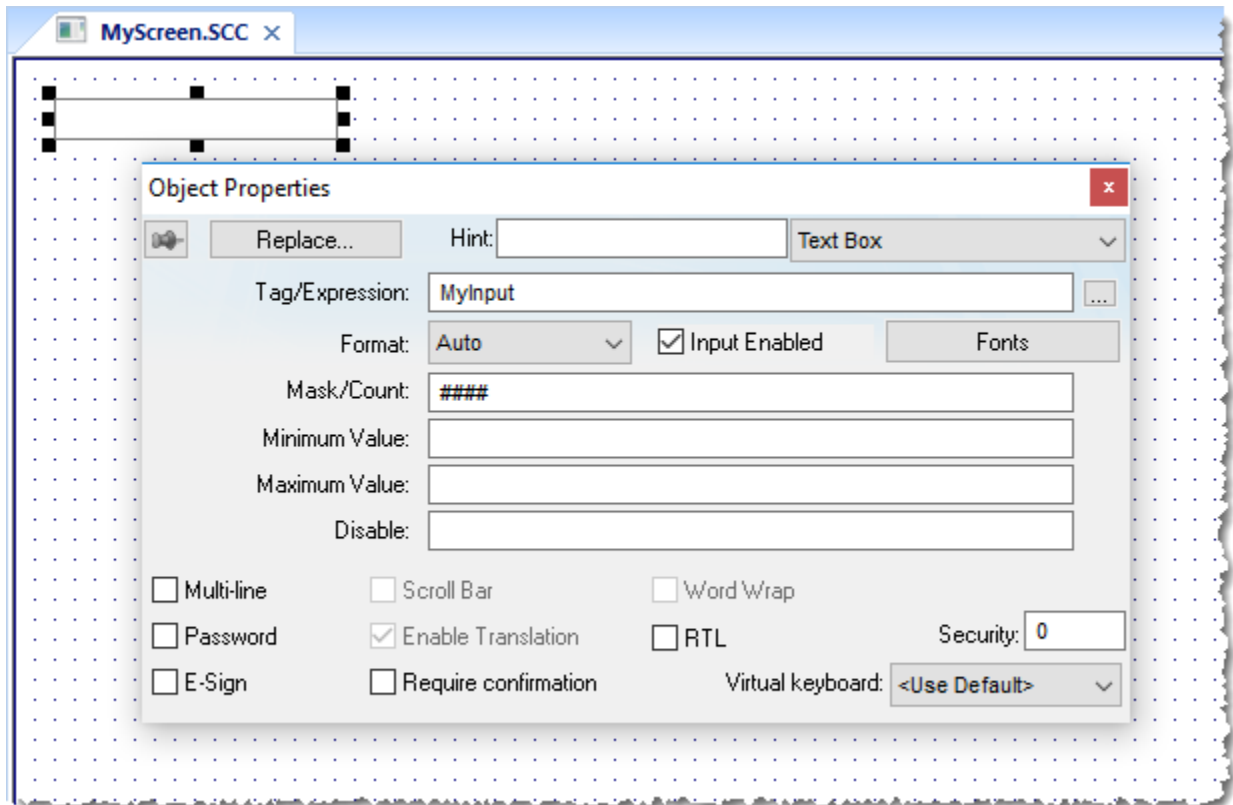 MyScreen.SCC
Object Properties
Replace... Hint: Text Box
Tag/Expression: MyInput ...
Format: Auto Input Enabled Fonts
Mask/Count: ####
Minimum Value:
Maximum Value:
Disable:
Multi-line Scroll Bar Word Wrap
Password Enable Translation RTL Security: 0
E-Sign Require confirmation Virtual keyboard: <Use Default>